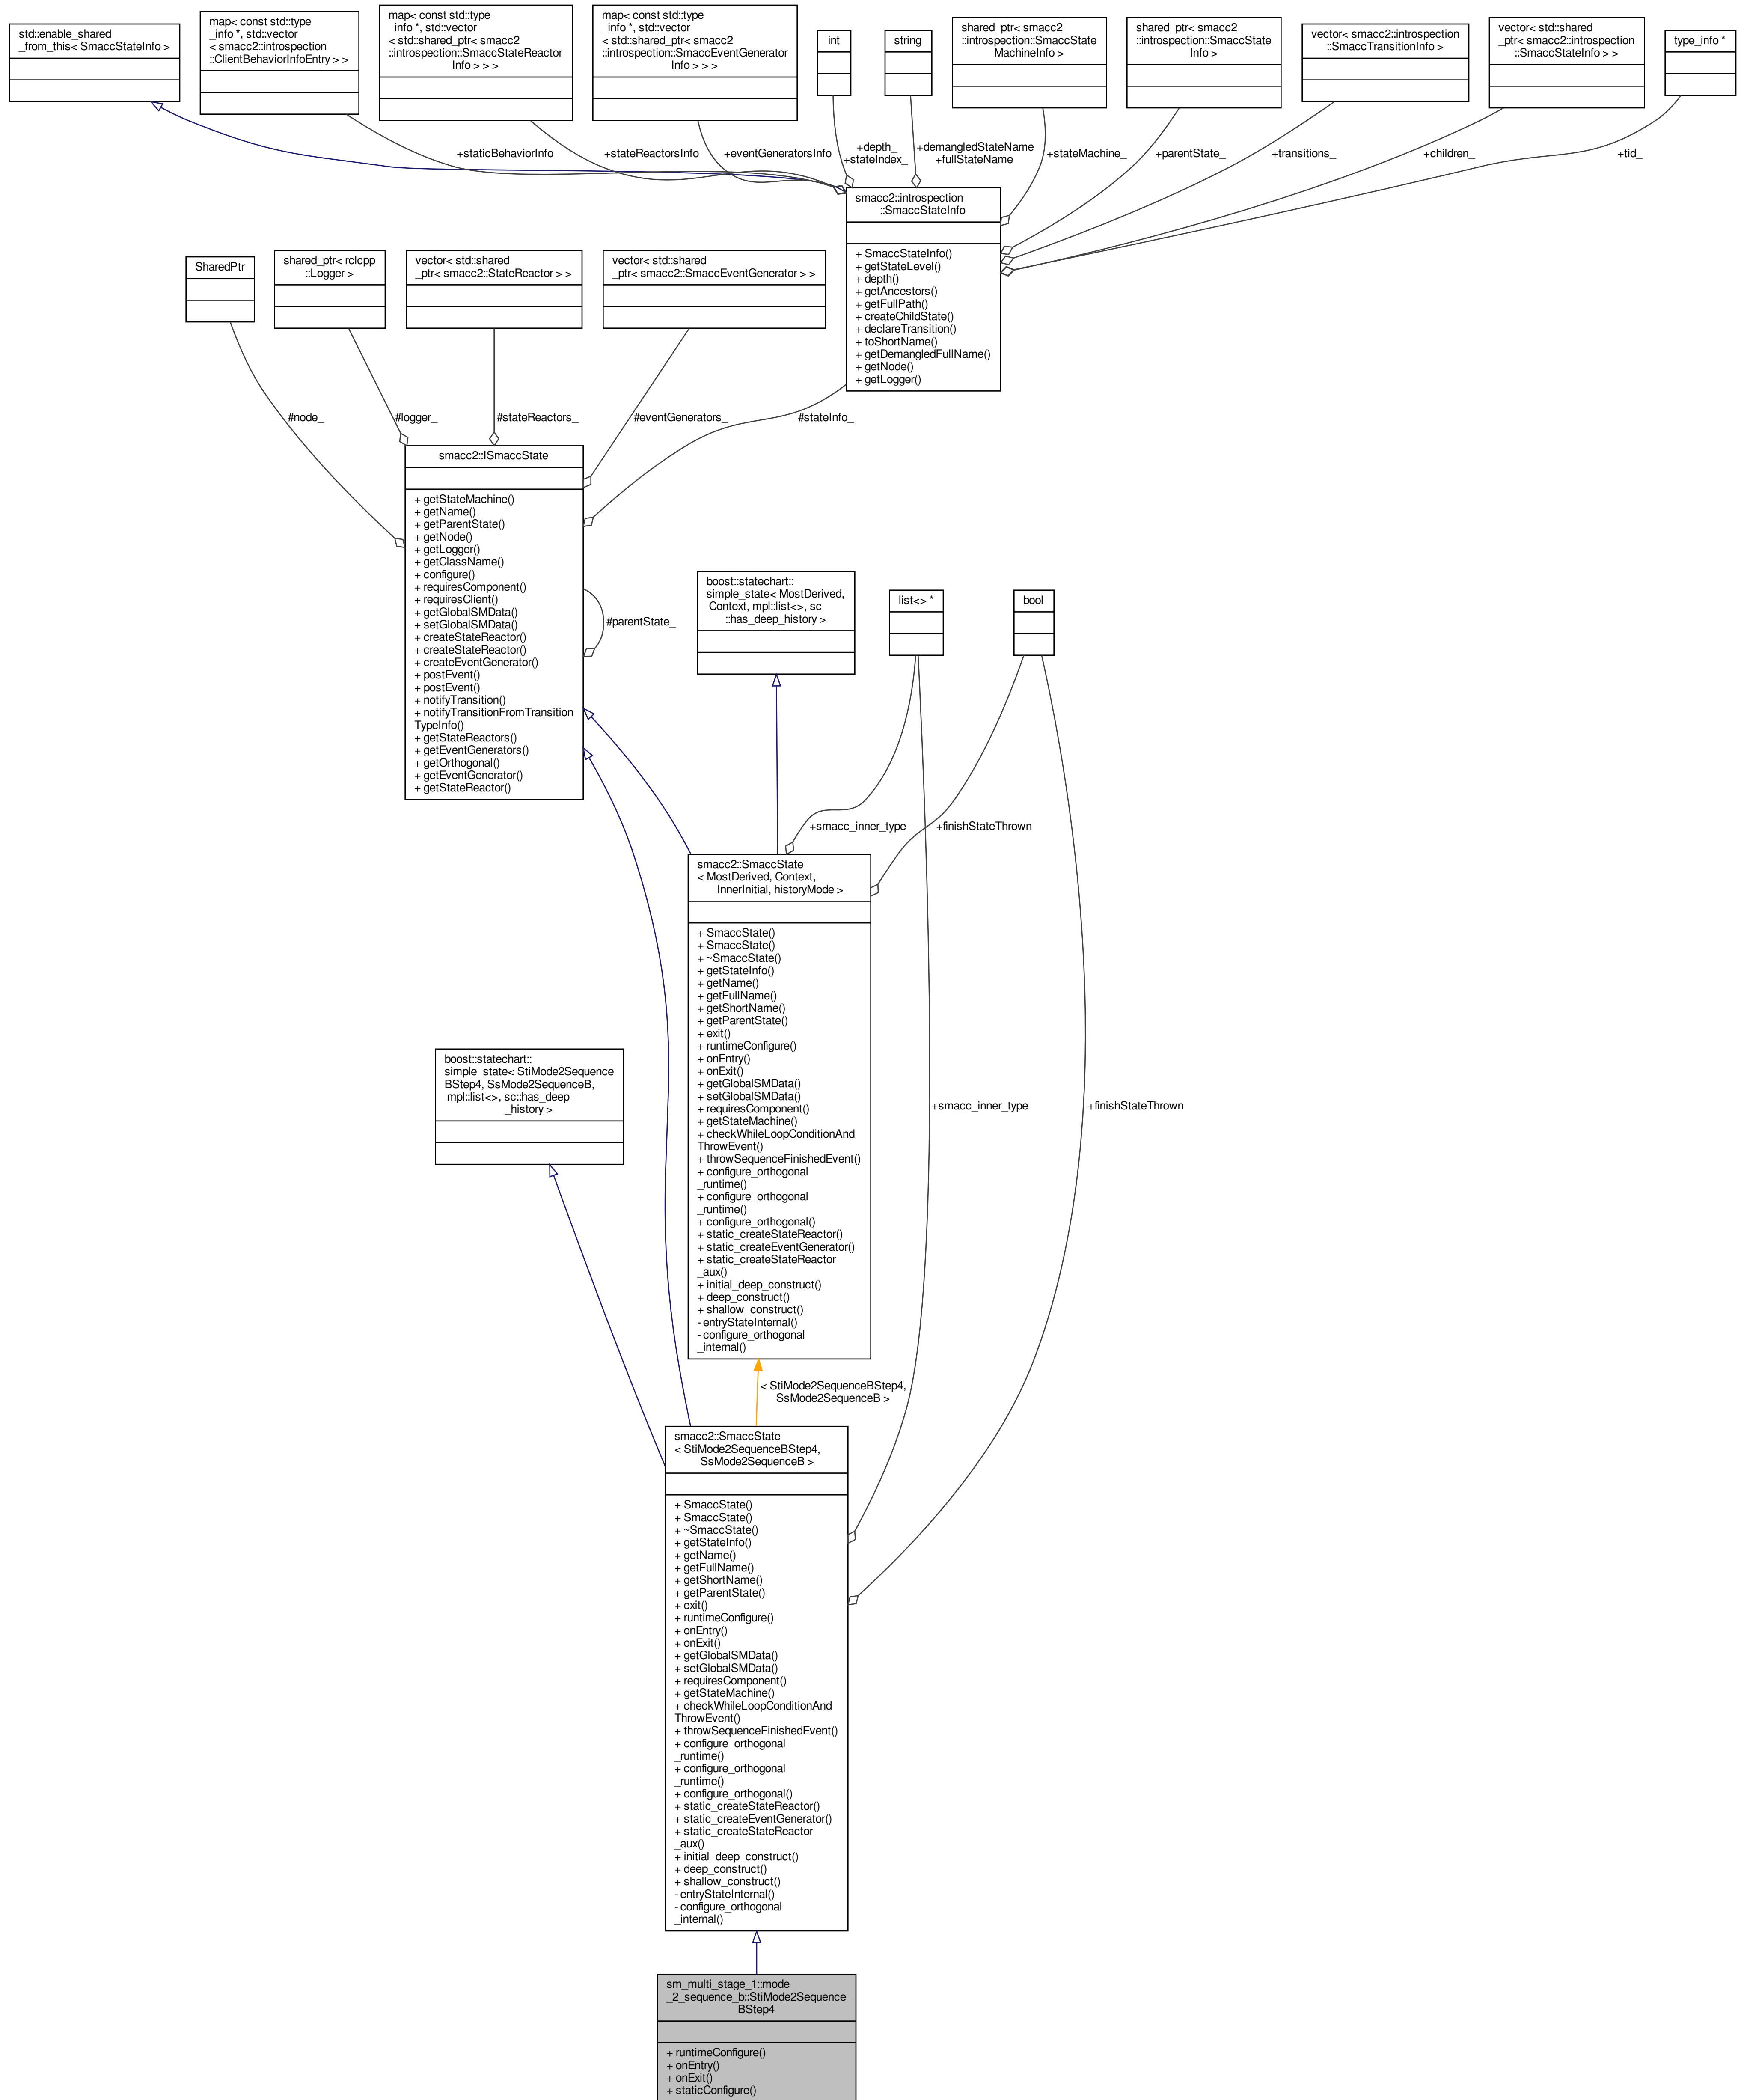 std::enable_shared
_from_this< SmaccStateInfo >
map< const std::type
_info *, std::vector
< smacc2::introspection
::ClientBehaviorInfoEntry > >
map< const std::type
_info *, std::vector
< std::shared_ptr< smacc2
::introspection::SmaccStateReactor
Info > > >
map< const std::type
_info *, std::vector
< std::shared_ptr< smacc2
::introspection::SmaccEventGenerator
Info > > >
int
string
shared_ptr< smacc2
::introspection::SmaccState
MachineInfo >
shared_ptr< smacc2
::introspection::SmaccState
Info >
vector< smacc2::introspection
::SmaccTransitionInfo >
vector< std::shared
_ptr< smacc2::introspection
::SmaccStateInfo > >
type_info *
+staticBehaviorInfo
+stateReactorsInfo
+eventGeneratorsInfo
+depth_
+stateIndex_
+demangledStateName
+fullStateName
+stateMachine_
+parentState_
+transitions_
+children_
+tid_
smacc2::introspection
::SmaccStateInfo
+ SmaccStateInfo()
+ getStateLevel()
+ depth()
+ getAncestors()
+ getFullPath()
+ createChildState()
+ declareTransition()
+ toShortName()
+ getDemangledFullName()
+ getNode()
+ getLogger()
SharedPtr
shared_ptr< rclcpp
::Logger >
vector< std::shared
_ptr< smacc2::StateReactor > >
vector< std::shared
_ptr< smacc2::SmaccEventGenerator > >
#node_
#logger_
#stateReactors_
#eventGenerators_
#stateInfo_
smacc2::ISmaccState
+ getStateMachine()
+ getName()
+ getParentState()
+ getNode()
+ getLogger()
+ getClassName()
+ configure()
+ requiresComponent()
+ requiresClient()
+ getGlobalSMData()
+ setGlobalSMData()
+ createStateReactor()
+ createStateReactor()
+ createEventGenerator()
+ postEvent()
+ postEvent()
+ notifyTransition()
+ notifyTransitionFromTransition
TypeInfo()
+ getStateReactors()
+ getEventGenerators()
+ getOrthogonal()
+ getEventGenerator()
+ getStateReactor()
#parentState_
boost::statechart::
simple_state< MostDerived,
Context, mpl::list<>, sc
::has_deep_history >
list<> *
bool
+smacc_inner_type
+finishStateThrown
smacc2::SmaccState
< MostDerived, Context,
InnerInitial, historyMode >
+ SmaccState()
+ SmaccState()
+ ~SmaccState()
+ getStateInfo()
+ getName()
+ getFullName()
+ getShortName()
+ getParentState()
+ exit()
+ runtimeConfigure()
+ onEntry()
+ onExit()
+ getGlobalSMData()
+ setGlobalSMData()
+ requiresComponent()
+ getStateMachine()
+ checkWhileLoopConditionAnd
ThrowEvent()
+ throwSequenceFinishedEvent()
+ configure_orthogonal
_runtime()
+ configure_orthogonal
_runtime()
+ configure_orthogonal()
+ static_createStateReactor()
+ static_createEventGenerator()
+ static_createStateReactor
_aux()
+ initial_deep_construct()
+ deep_construct()
+ shallow_construct()
- entryStateInternal()
- configure_orthogonal
_internal()
boost::statechart::
simple_state< StiMode2Sequence
BStep4, SsMode2SequenceB,
mpl::list<>, sc::has_deep
_history >
+smacc_inner_type
+finishStateThrown
< StiMode2SequenceBStep4,
SsMode2SequenceB >
smacc2::SmaccState
< StiMode2SequenceBStep4,
SsMode2SequenceB >
+ SmaccState()
+ SmaccState()
+ ~SmaccState()
+ getStateInfo()
+ getName()
+ getFullName()
+ getShortName()
+ getParentState()
+ exit()
+ runtimeConfigure()
+ onEntry()
+ onExit()
+ getGlobalSMData()
+ setGlobalSMData()
+ requiresComponent()
+ getStateMachine()
+ checkWhileLoopConditionAnd
ThrowEvent()
+ throwSequenceFinishedEvent()
+ configure_orthogonal
_runtime()
+ configure_orthogonal
_runtime()
+ configure_orthogonal()
+ static_createStateReactor()
+ static_createEventGenerator()
+ static_createStateReactor
_aux()
+ initial_deep_construct()
+ deep_construct()
+ shallow_construct()
- entryStateInternal()
- configure_orthogonal
_internal()
sm_multi_stage_1::mode
_2_sequence_b::StiMode2Sequence
BStep4
+ runtimeConfigure()
+ onEntry()
+ onExit()
+ staticConfigure()